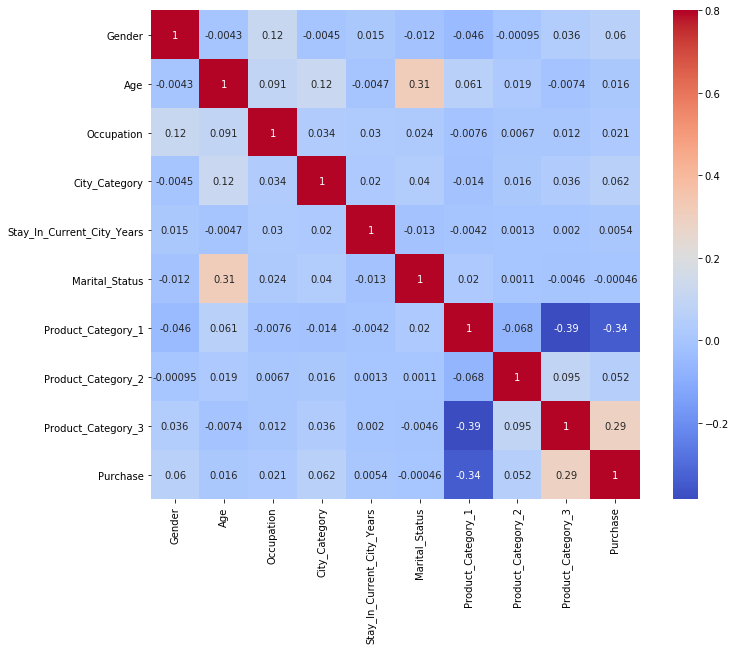 Gender 1 -0.0043 0.12 -0.0045 0.015 -0.012 -0.046 -0.00095 0.036 0.06
Age -0.0043 1 0.091 0.12 -0.0047 0.31 0.061 0.019 -0.0074 0.016
Occupation 0.12 0.091 1 0.034 0.03 0.024 -0.0076 0.0067 0.012 0.021
City_Category -0.0045 0.12 0.034 1 0.02 0.04 -0.014 0.016 0.036 0.062
Stay_In_Current_City_Years 0.015 -0.0047 0.03 0.02 1 -0.013 -0.0042 0.0013 0.002 0.0054
Marital_Status -0.012 0.31 0.024 0.04 -0.013 1 0.02 0.0011 -0.0046 -0.00046
Product_Category_1 -0.046 0.061 -0.0076 -0.014 -0.0042 0.02 1 -0.068 -0.39 -0.34
Product_Category_2 -0.00095 0.019 0.0067 0.016 0.0013 0.0011 -0.068 1 0.095 0.052
Product_Category_3 0.036 -0.0074 0.012 0.036 0.002 -0.0046 -0.39 0.095 1 0.29
Purchase 0.06 0.016 0.021 0.062 0.0054 -0.00046 -0.34 0.052 0.29 1
Gender
Age
Occupation
City_Category
Stay_In_Current_City_Years
Marital_Status
Product_Category_1
Product_Category_2
Product_Category_3
Purchase
0.8
0.6
0.4
0.2
0.0
−0.2